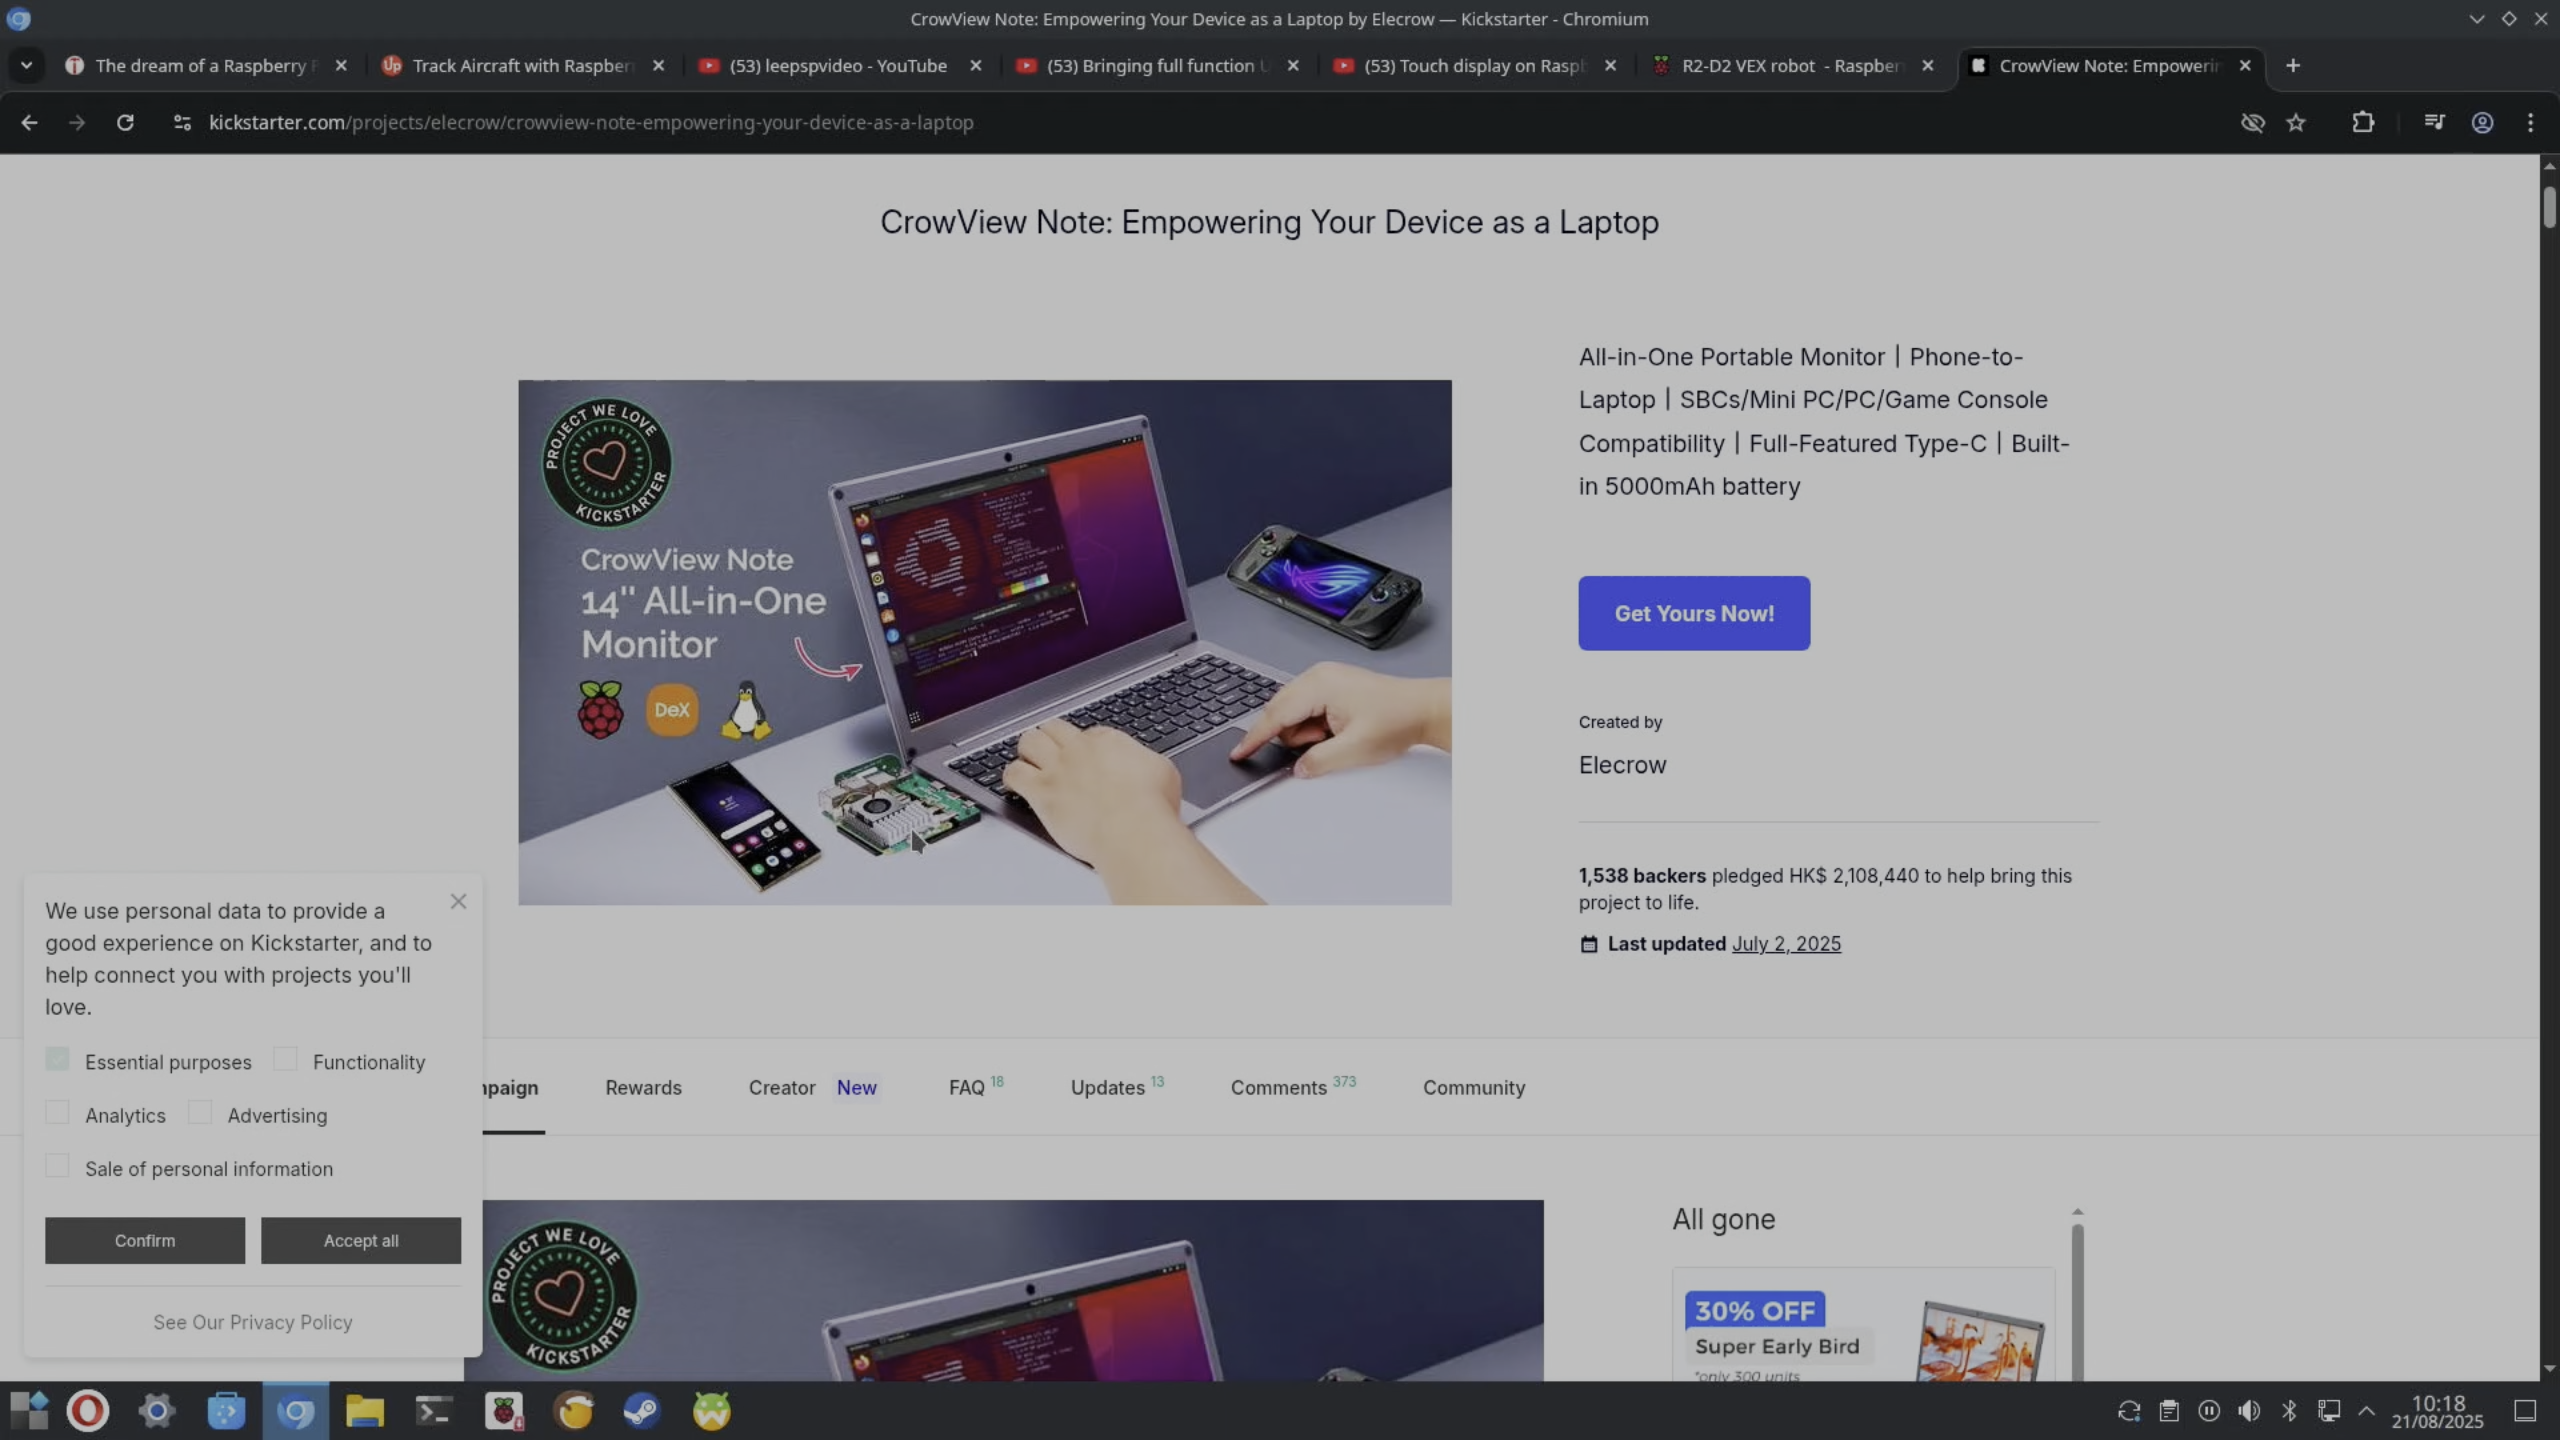 CrowView Note: Empowering Your Device as a Laptop by Elecrow — Kickstarter - Chromium
The dream of a Raspberry
Track Aircraft with Raspber
(53) leepspvideo - YouTube
(53) Bringing full function
(53) Touch display on Rasp
R2-D2 VEX robot - Raspber
CrowView Note: Empoweri
kickstarter.com/projects/elecrow/crowview-note-empowering-your-device-as-a-laptop
CrowView Note: Empowering Your Device as a Laptop
PROJECT WE LOVE
KICKSTARTER
CrowView Note
14" All-in-One
Monitor
DeX
All-in-One Portable Monitor | Phone-to-
Laptop | SBCs/Mini PC/PC/Game Console
Compatibility | Full-Featured Type-C | Built-
in 5000mAh battery
Get Yours Now!
Created by
Elecrow
1,538 backers pledged HK$ 2,108,440 to help bring this
project to life.
Last updated July 2, 2025
We use personal data to provide a
good experience on Kickstarter, and to
help connect you with projects you'll
love.
Essential purposes
Functionality
Analytics
Advertising
Sale of personal information
Confirm
Accept all
See Our Privacy Policy
mpaign
Rewards
Creator New
FAQ 18
Updates 13
Comments 373
Community
PROJECT WE LOVE
KICKSTARTER
All gone
30% OFF
Super Early Bird
*only 300 units
10:18
21/08/2025